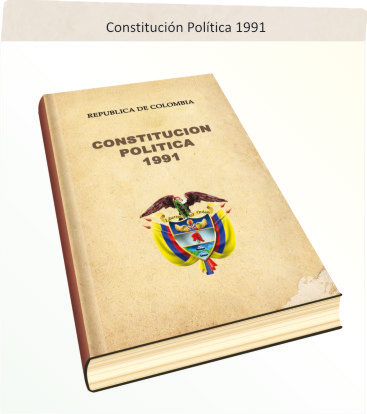 Constitución Política 1991
REPUBLICA DE COLOMBIA
CONSTITUCION
POLITICA
1991